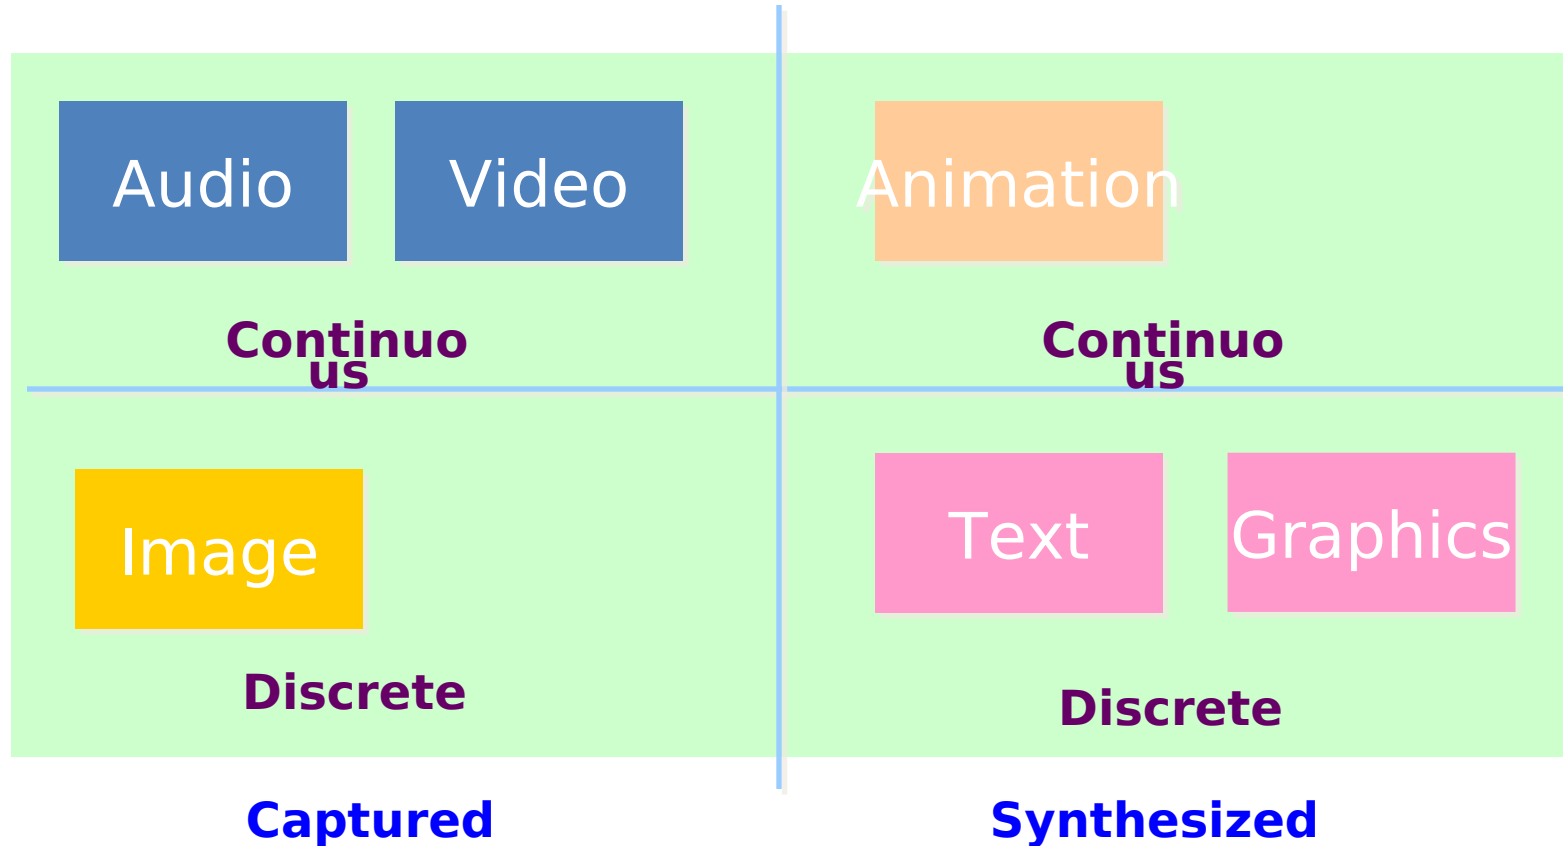 Audio
Video
Continuo
us
Animation
Continuo
us
Image
Discrete
Text
Graphics
Discrete
Captured
Synthesized